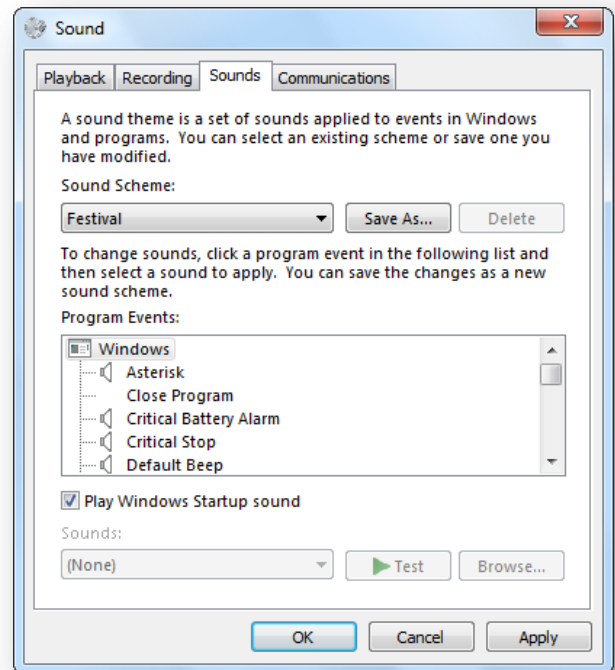 Sound
Playback Recording Sounds Communications
A sound theme is a set of sounds applied to events in Windows
and programs. You can select an existing scheme or save one you
have modified.
Sound Scheme:
Festival Save As... Delete
To change sounds, click a program event in the following list and
then select a sound to apply. You can save the changes as a new
sound scheme.
Program Events:
Windows
Asterisk
Close Program
Critical Battery Alarm
Critical Stop
Default Beep
Play Windows Startup sound
Sounds:
(None) Test Browse...
OK Cancel Apply